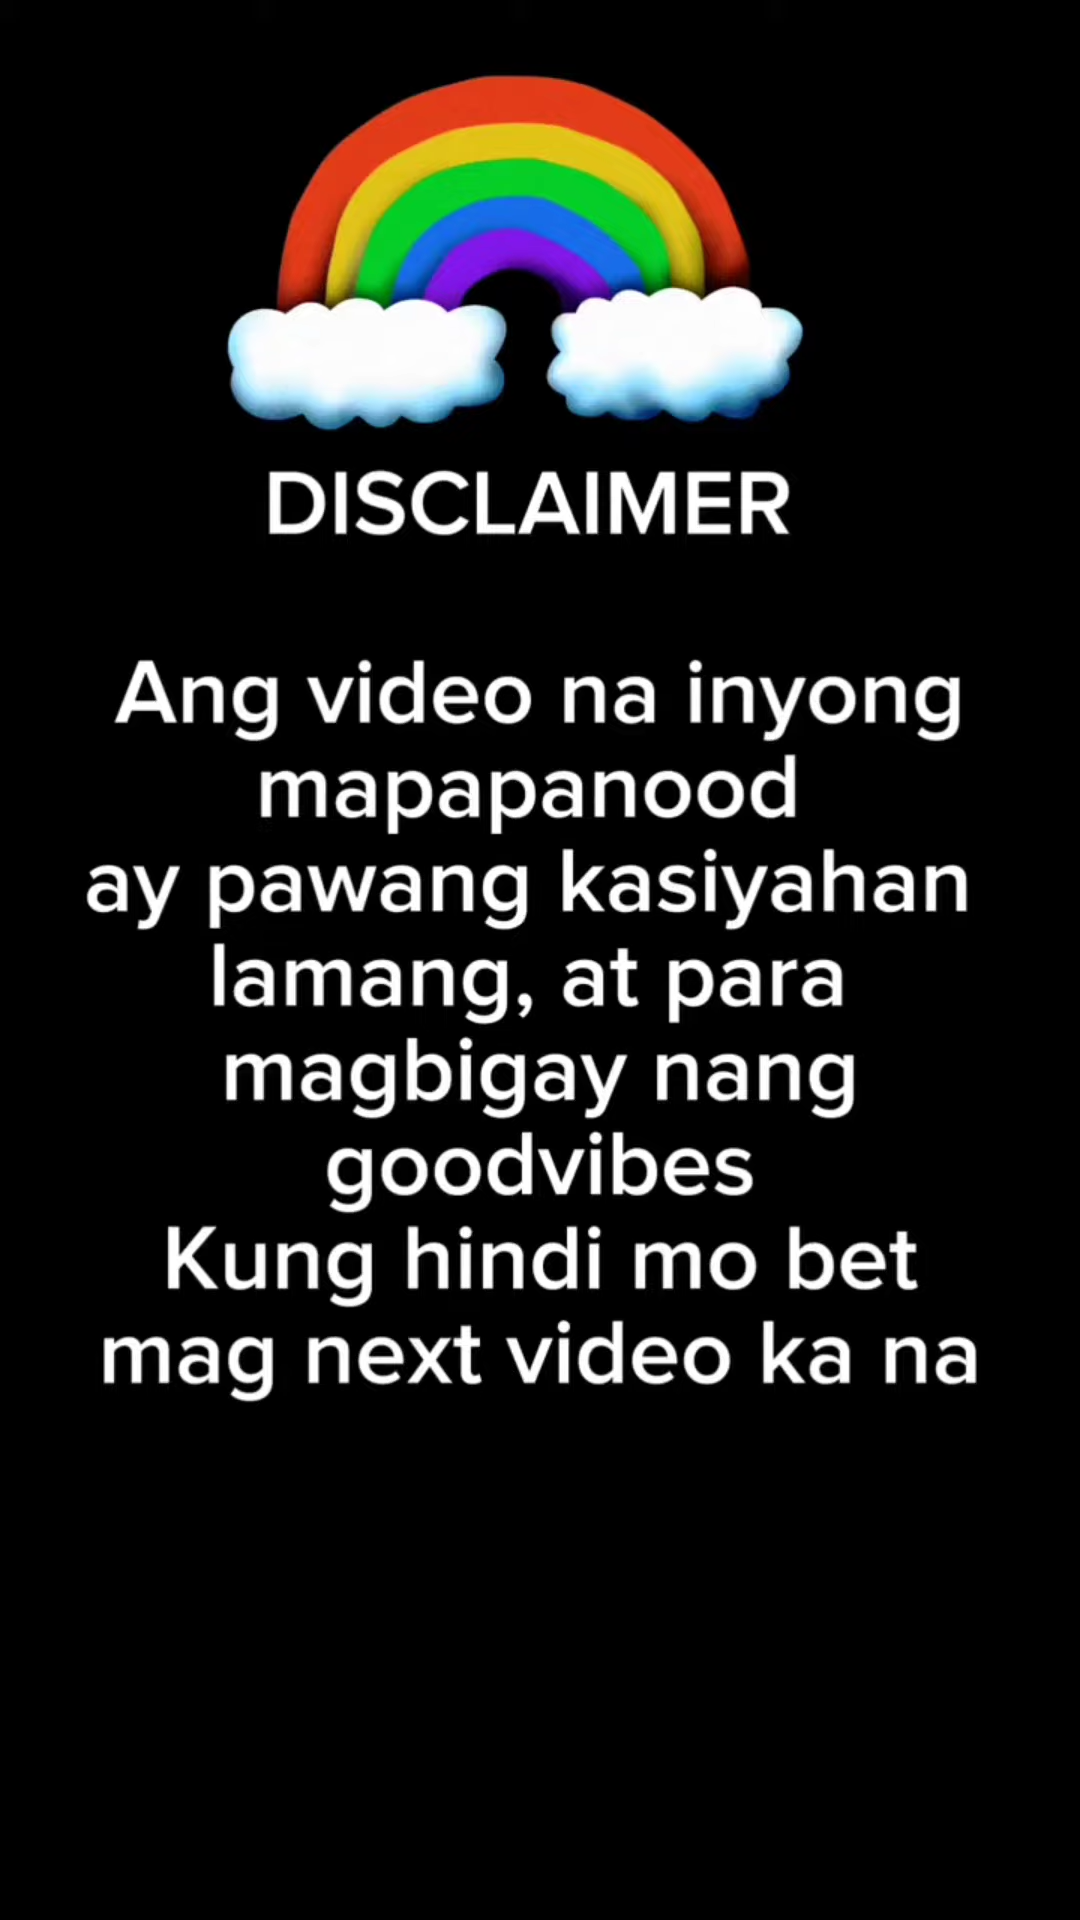 DISCLAIMER
Ang video na inyong
mapapanood
ay pawang kasiyahan
lamang, at para
magbigay nang
goodvibes
Kung hindi mo bet
mag next video ka na